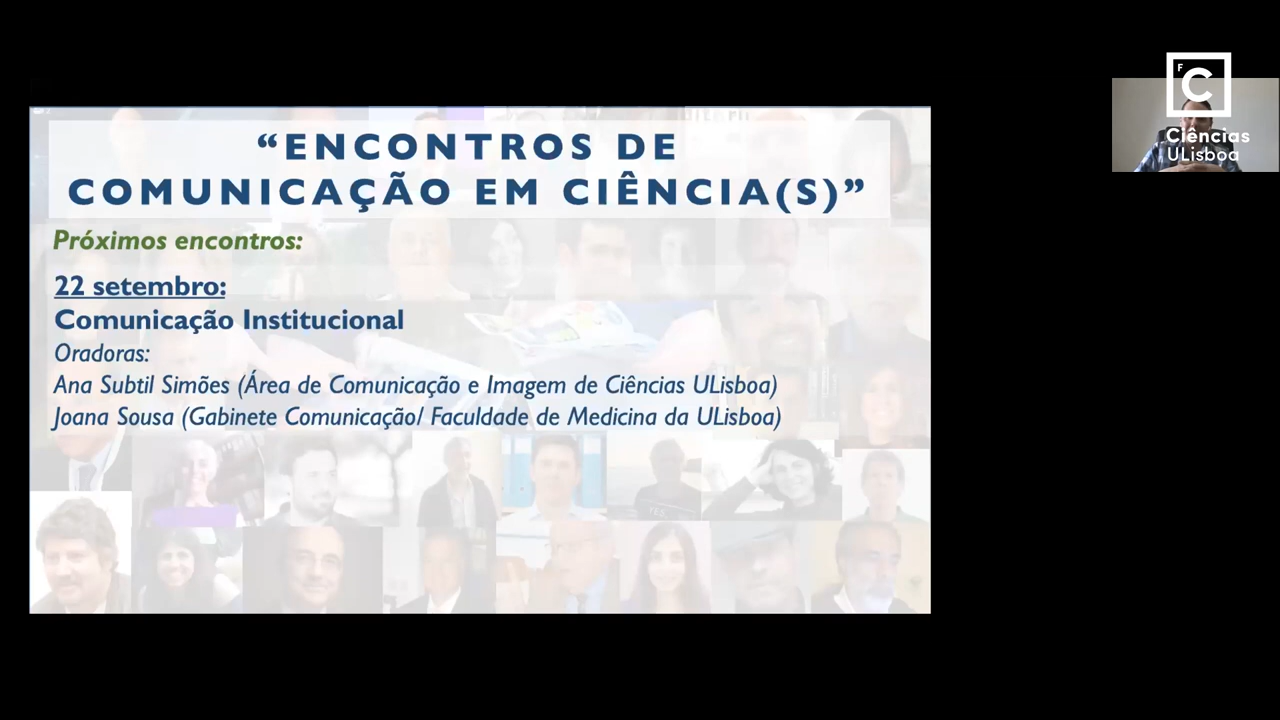 “ENCONTROS DE
COMUNICAÇÃO EM CIÊNCIA(S)”
Próximos encontros:
22 setembro:
Comunicação Institucional
Oradoras:
Ana Subtil Simões (Área de Comunicação e Imagem de Ciências ULisboa)
Joana Sousa (Gabinete Comunicação/ Faculdade de Medicina da ULisboa)
F
C
Ciências
ULisboa